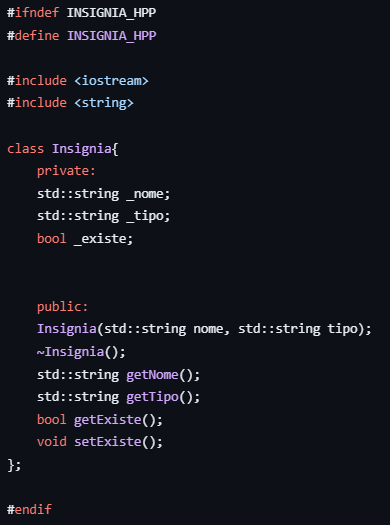 #ifndef INSIGNIA_HPP
#define INSIGNIA_HPP
#include <iostream>
#include <string>
class Insignia{
private:
std::string _nome;
std::string _tipo;
bool _existe;
public:
Insignia(std::string nome, std::string tipo);
~Insignia();
std::string getNome();
std::string getTipo();
bool getExiste();
void setExiste();
};
#endif